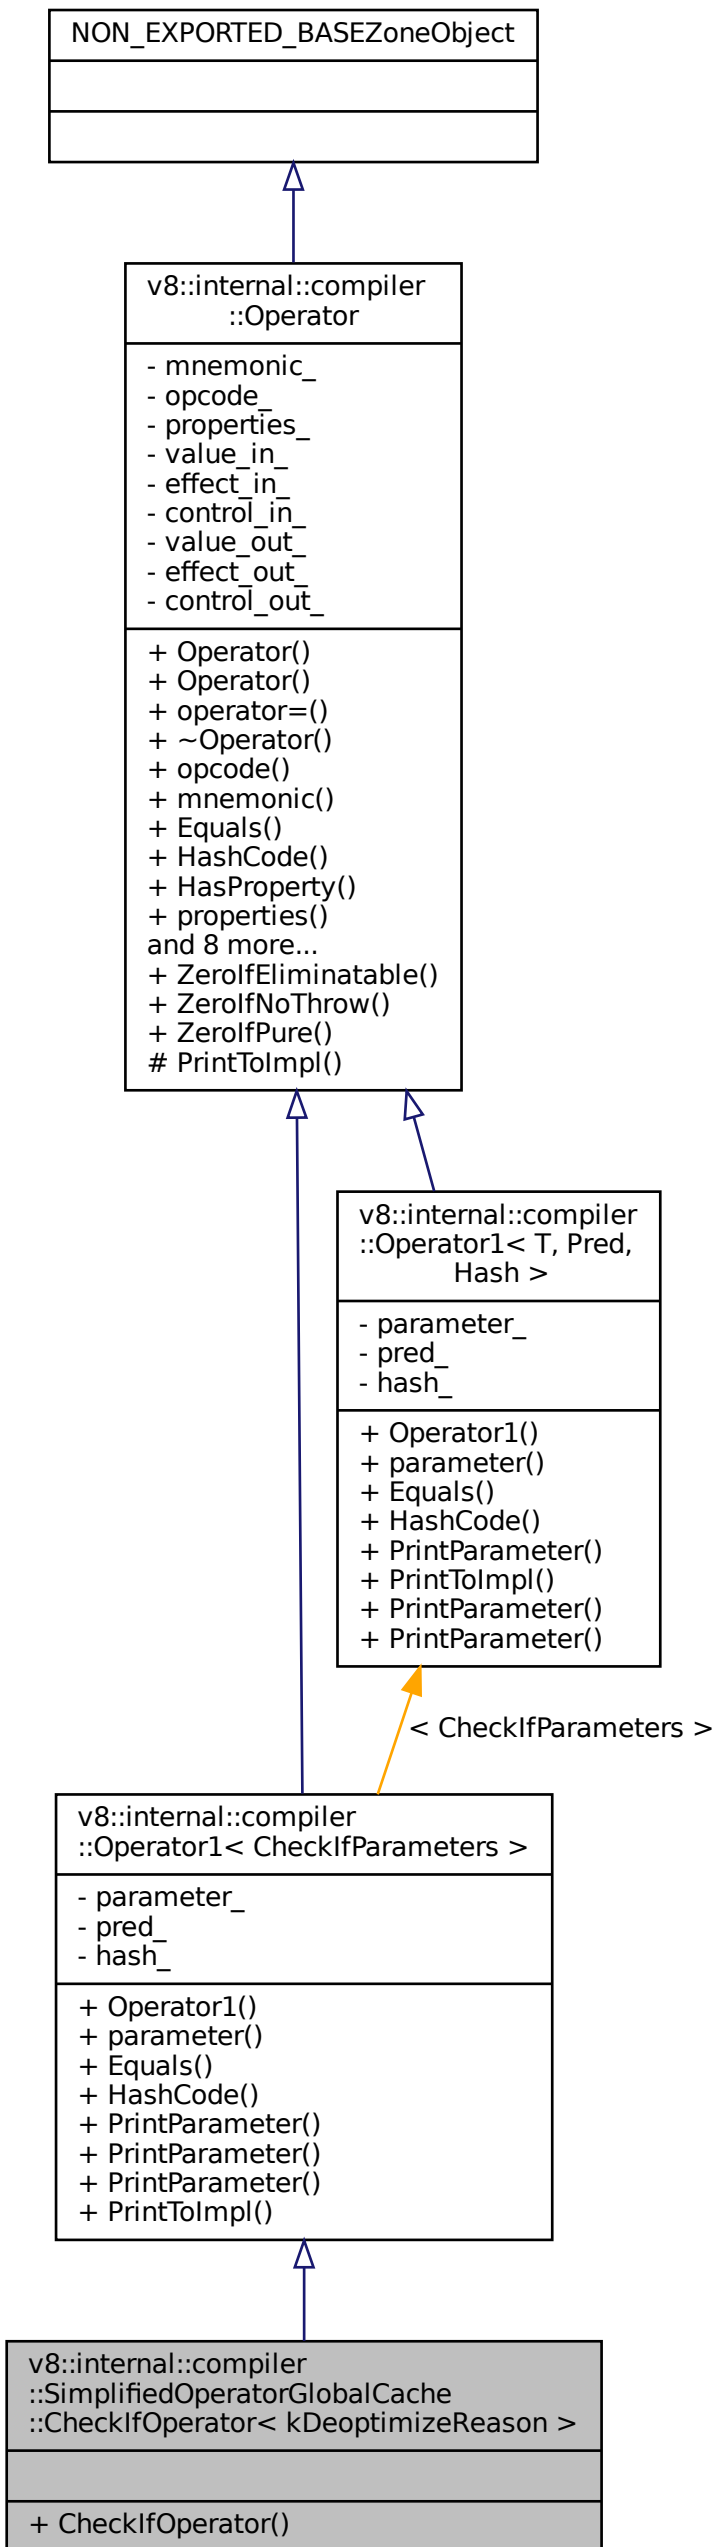 NON_EXPORTED_BASEZoneObject
v8::internal::compiler
::Operator
- mnemonic_
- opcode_
- properties_
- value_in_
- effect_in_
- control_in_
- value_out_
- effect_out_
- control_out_
+ Operator()
+ Operator()
+ operator=()
+ ~Operator()
+ opcode()
+ mnemonic()
+ Equals()
+ HashCode()
+ HasProperty()
+ properties()
and 8 more...
+ ZeroIfEliminatable()
+ ZeroIfNoThrow()
+ ZeroIfPure()
# PrintToImpl()
v8::internal::compiler
::Operator1< T, Pred,
Hash >
- parameter_
- pred_
- hash_
+ Operator1()
+ parameter()
+ Equals()
+ HashCode()
+ PrintParameter()
+ PrintToImpl()
+ PrintParameter()
+ PrintParameter()
< CheckIfParameters >
v8::internal::compiler
::Operator1< CheckIfParameters >
- parameter_
- pred_
- hash_
+ Operator1()
+ parameter()
+ Equals()
+ HashCode()
+ PrintParameter()
+ PrintParameter()
+ PrintParameter()
+ PrintToImpl()
v8::internal::compiler
::SimplifiedOperatorGlobalCache
::CheckIfOperator< kDeoptimizeReason >
+ CheckIfOperator()